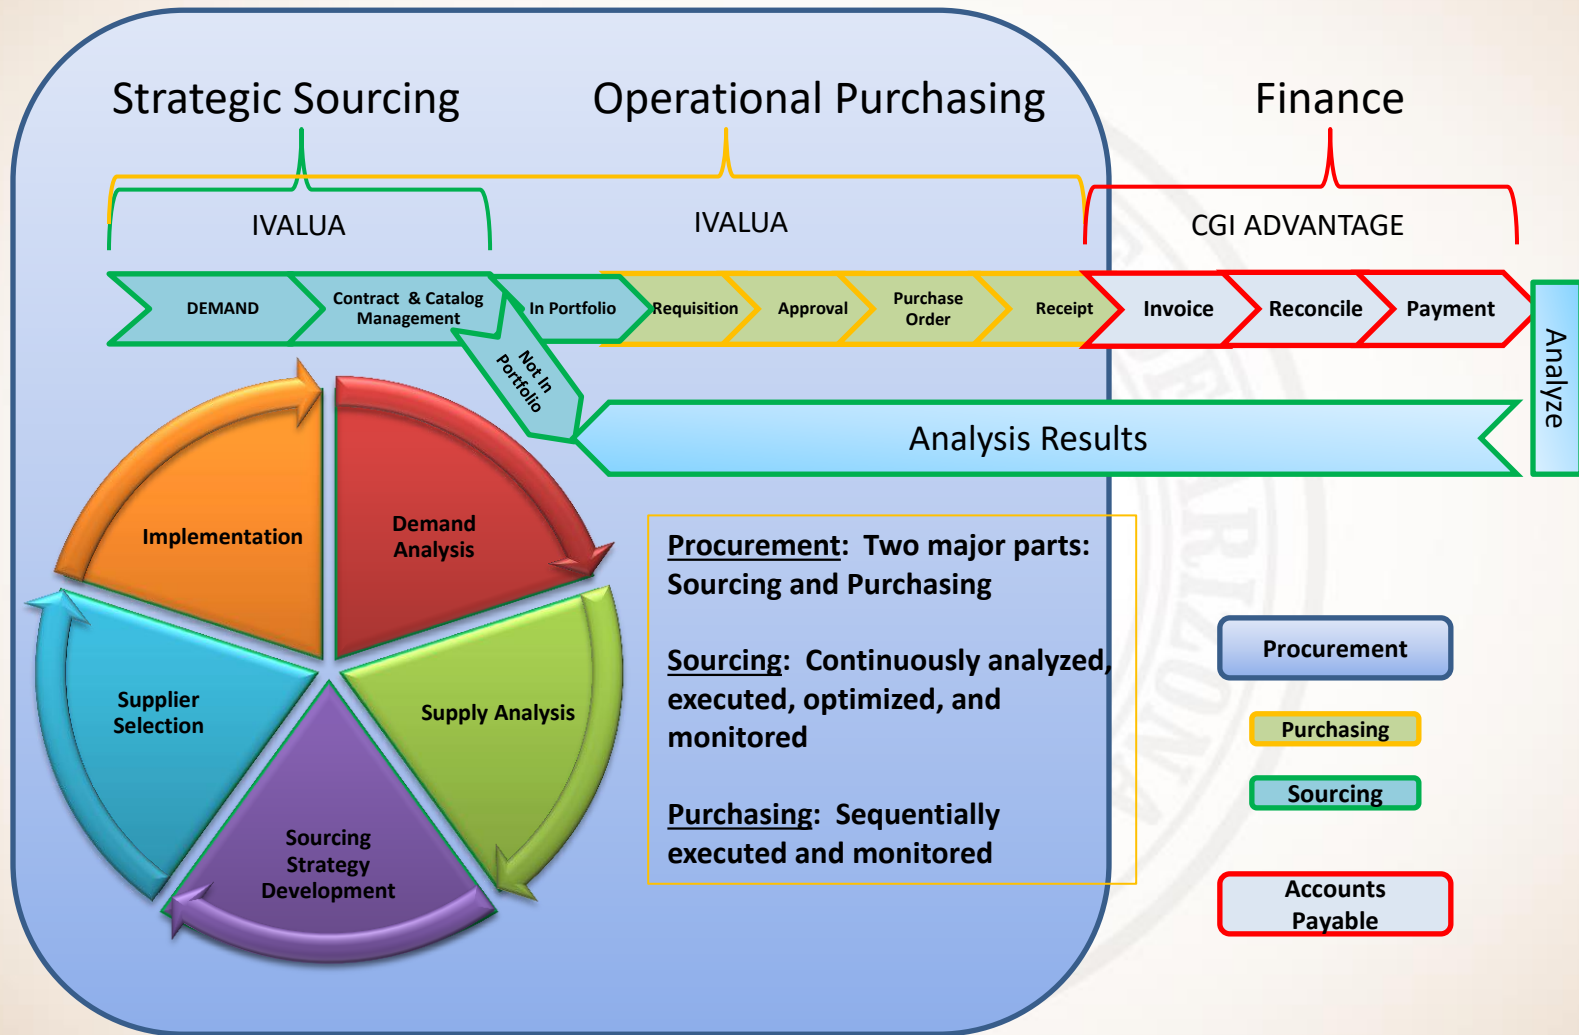 Strategic Sourcing
Operational Purchasing
Finance
IVALUA
IVALUA
CGI ADVANTAGE
DEMAND
Contract & Catalog
Management
In Portfolio
Not In
Portfolio
Requisition
Approval
Purchase
Order
Receipt
Invoice
Reconcile
Payment
Analyze
Analysis Results
Implementation
Demand
Analysis
Supply Analysis
Sourcing
Strategy
Development
Supplier
Selection
Procurement: Two major parts:
Sourcing and Purchasing
Sourcing: Continuously analyzed,
executed, optimized, and
monitored
Purchasing: Sequentially
executed and monitored
Procurement
Purchasing
Sourcing
Accounts
Payable